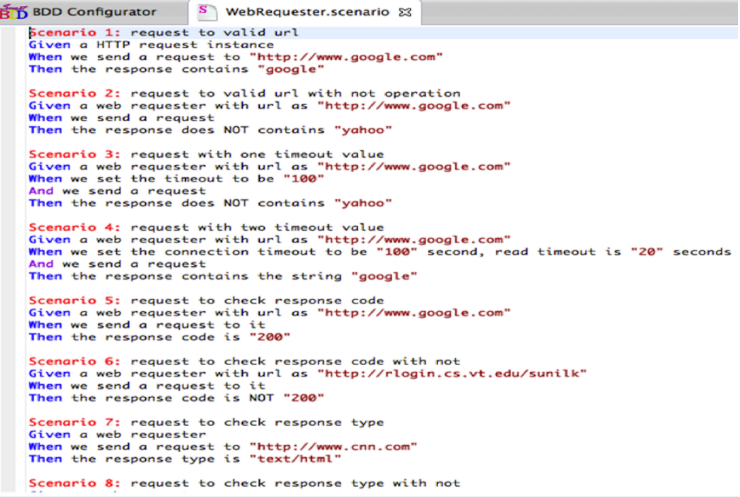 BDD BDD Configurator
S WebRequester.scenario
Scenario 1: request to valid url
Given a HTTP request instance
When we send a request to "http://www.google.com"
Then the response contains "google"
Scenario 2: request to valid url with not operation
Given a web requester with url as "http://www.google.com"
When we send a request
Then the response does NOT contains "yahoo"
Scenario 3: request with one timeout value
Given a web requester with url as "http://www.google.com"
When we set the timeout to be "100"
And we send a request
Then the response does NOT contains "yahoo"
Scenario 4: request with two timeout value
Given a web requester with url as "http://www.google.com"
When we set the connection timeout to be "100" second, read timeout is "20" seconds
And we send a request
Then the response contains the string "google"
Scenario 5: request to check response code
Given a web requester with url as "http://www.google.com"
When we send a request to it
Then the response code is "200"
Scenario 6: request to check response code with not
Given a web requester with url as "http://rlogin.cs.vt.edu/sunilk"
When we send a request to it
Then the response code is NOT "200"
Scenario 7: request to check response type
Given a web requester
When we send a request to "http://www.cnn.com"
Then the response type is "text/html"
Scenario 8: request to check response type with not